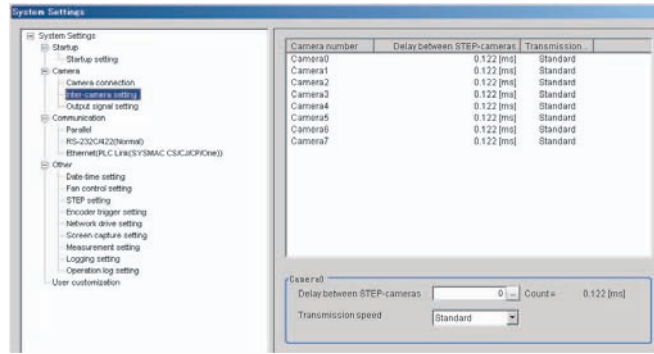 System Settings
System Settings
Startup
Startup setting
Camera
Camera connection
Inter-camera setting
Output signal setting
Communication
Parallel
RS-232C/422(Normal)
Ethernet(PLC Link(SYSMAC CS/CJ/CP/One))
Other
Date-time setting
Fan control setting
STEP setting
Encoder trigger setting
Network drive setting
Screen capture setting
Measurement setting
Logging setting
Operation log setting
User customization
Camera number Delay between STEP-cameras Transmission...
Camera0 0.122 [ms] Standard
Camera1 0.122 [ms] Standard
Camera2 0.122 [ms] Standard
Camera3 0.122 [ms] Standard
Camera4 0.122 [ms] Standard
Camera5 0.122 [ms] Standard
Camera6 0.122 [ms] Standard
Camera7 0.122 [ms] Standard
Camera0
Delay between STEP-cameras 0 ... Count= 0.122 [ms]
Transmission speed Standard